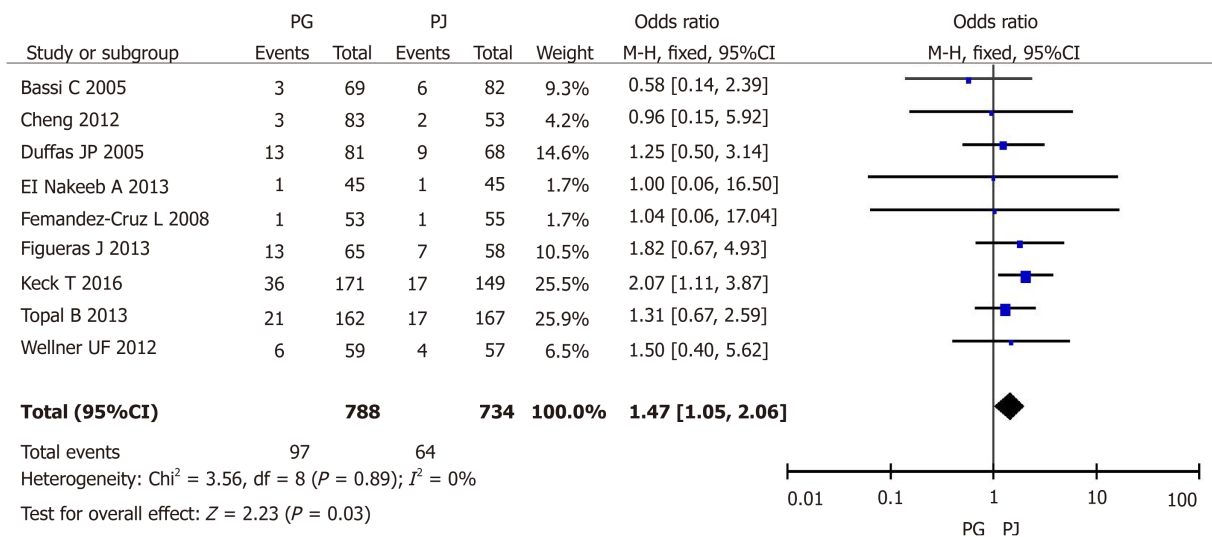 PG PJ Odds ratio Odds ratio
Study or subgroup Events Total Events Total Weight M-H, fixed, 95%CI M-H, fixed, 95%CI
Bassi C 2005 3 69 6 82 9.3% 0.58 [0.14, 2.39]
Cheng 2012 3 83 2 53 4.2% 0.96 [0.15, 5.92]
Duffas JP 2005 13 81 9 68 14.6% 1.25 [0.50, 3.14]
EI Nakeeb A 2013 1 45 1 45 1.7% 1.00 [0.06, 16.50]
Femandez-Cruz L 2008 1 53 1 55 1.7% 1.04 [0.06, 17.04]
Figueras J 2013 13 65 7 58 10.5% 1.82 [0.67, 4.93]
Keck T 2016 36 171 17 149 25.5% 2.07 [1.11, 3.87]
Topal B 2013 21 162 17 167 25.9% 1.31 [0.67, 2.59]
Wellner UF 2012 6 59 4 57 6.5% 1.50 [0.40, 5.62]
Total (95%CI) 788 734 100.0% 1.47 [1.05, 2.06]
Total events 97 64
Heterogeneity: Chi² = 3.56, df = 8 (P = 0.89); I² = 0%
Test for overall effect: Z = 2.23 (P = 0.03)
0.01 0.1 1 10 100
PG PJ